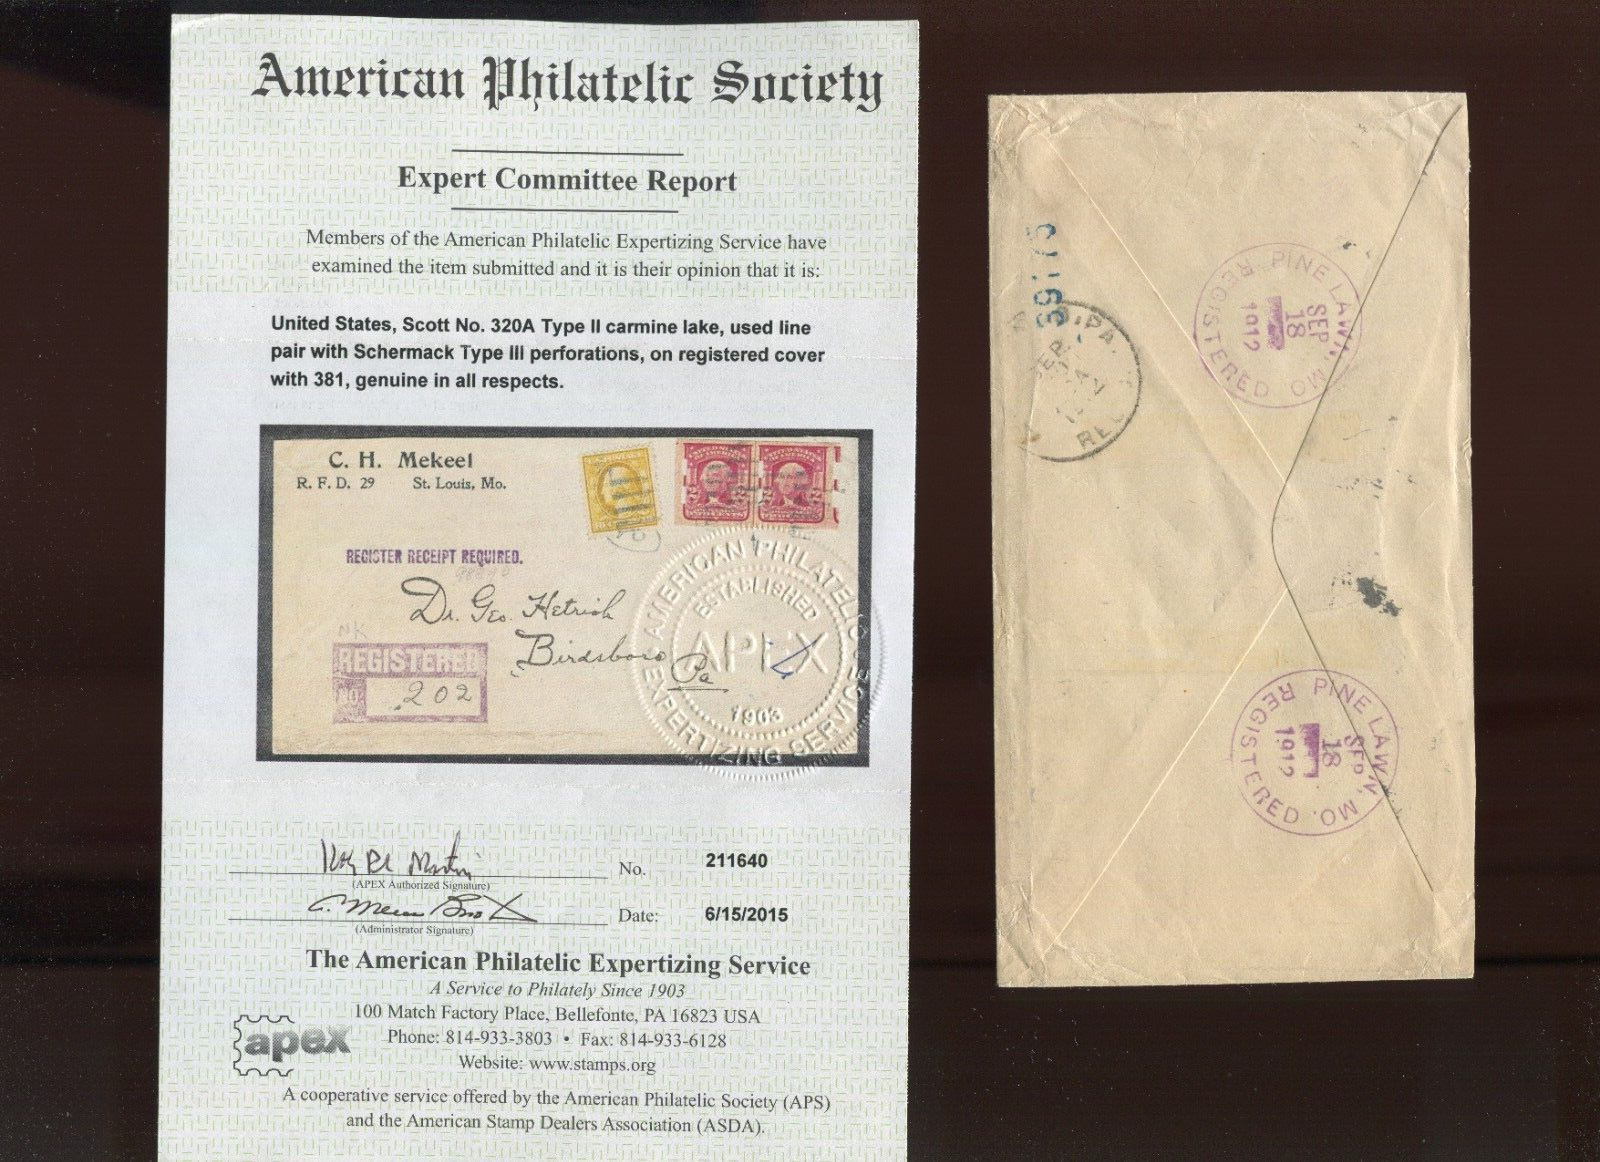 American Philatelic Society
Expert Committee Report
Members of the American Philatelic Expertizing Service have
examined the item submitted and it is their opinion that it is:
United States, Scott No. 320A Type II carmine lake, used line
pair with Schermack Type III perforations, on registered cover
with 381, genuine in all respects.
C. H. Mekeel
R. F. D. 29 St. Louis, Mo.
REGISTER RECEIPT REQUIRED.
Dr. Geo. Hetrich
Birdsboro
Pa
REGISTERED
NO. 202
AMERICAN PHILATELIC
EXPERTIZING SERVICE
ESTABLISHED
APEX
1903
No. 211640
(APEX Authorized Signature)
Date: 6/15/2015
(Administrator Signature)
The American Philatelic Expertizing Service
A Service to Philately Since 1903
100 Match Factory Place, Bellefonte, PA 16823 USA
apex
Phone: 814-933-3803 • Fax: 814-933-6128
Website: www.stamps.org
A cooperative service offered by the American Philatelic Society (APS)
and the American Stamp Dealers Association (ASDA).
39175
PA.
REC
PINE LAWN, MO.
REGISTERED
SEP
18
1912
PINE LAWN, MO.
REGISTERED
SEP
18
1912